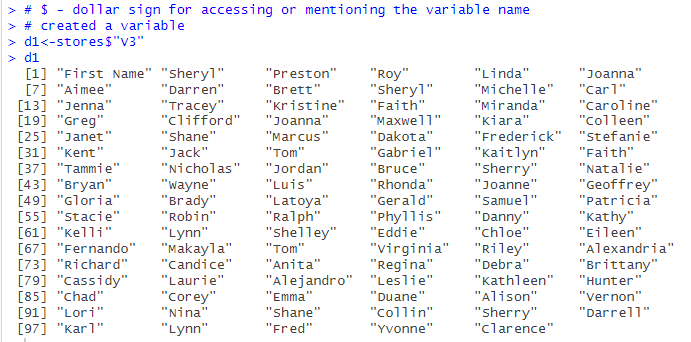 > # $ - dollar sign for accessing or mentioning the variable name
> # created a variable
> d1<-stores$"V3"
> d1
[1] "First Name" "Sheryl" "Preston" "Roy" "Linda" "Joanna"
[7] "Aimee" "Darren" "Brett" "Sheryl" "Michelle" "Carl"
[13] "Jenna" "Tracey" "Kristine" "Faith" "Miranda" "Caroline"
[19] "Greg" "Clifford" "Joanna" "Maxwell" "Kiara" "Colleen"
[25] "Janet" "Shane" "Marcus" "Dakota" "Frederick" "Stefanie"
[31] "Kent" "Jack" "Tom" "Gabriel" "Kaitlyn" "Faith"
[37] "Tammie" "Nicholas" "Jordan" "Bruce" "Sherry" "Natalie"
[43] "Bryan" "Wayne" "Luis" "Rhonda" "Joanne" "Geoffrey"
[49] "Gloria" "Brady" "Latoya" "Gerald" "Samuel" "Patricia"
[55] "Stacie" "Robin" "Ralph" "Phyllis" "Danny" "Kathy"
[61] "Kelli" "Lynn" "Shelley" "Eddie" "Chloe" "Eileen"
[67] "Fernando" "Makayla" "Tom" "Virginia" "Riley" "Alexandria"
[73] "Richard" "Candice" "Anita" "Regina" "Debra" "Brittany"
[79] "Cassidy" "Laurie" "Alejandro" "Leslie" "Kathleen" "Hunter"
[85] "Chad" "Corey" "Emma" "Duane" "Alison" "Vernon"
[91] "Lori" "Nina" "Shane" "Collin" "Sherry" "Darrell"
[97] "Karl" "Lynn" "Fred" "Yvonne" "Clarence"